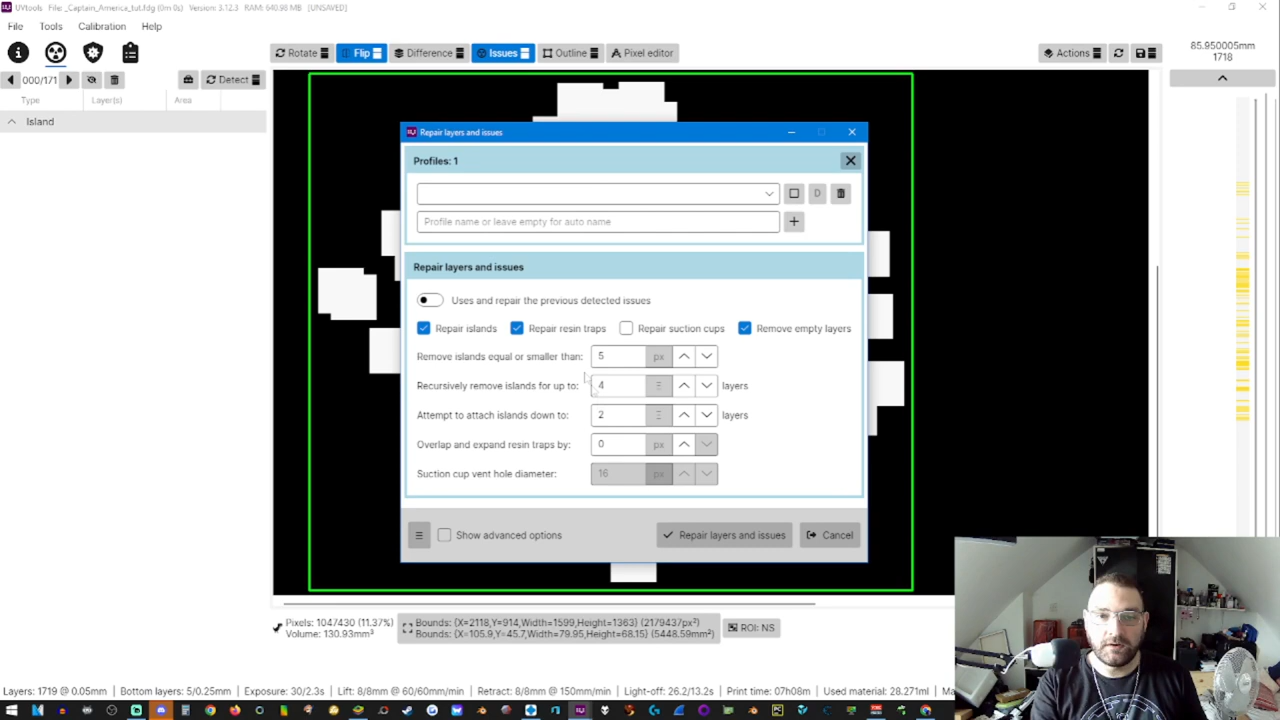 UVtools File: _Captain_America_tut.fdg (0m 0s) Version: 3.12.3 RAM: 640.98 MB [UNSAVED]
File Tools Calibration Help
Rotate Flip Difference Issues Outline Pixel editor Actions
85.950005mm
1718
000/171 Detect
Type Layer(s) Area
Island
Repair layers and issues
Profiles: 1
D
Profile name or leave empty for auto name
Repair layers and issues
Uses and repair the previous detected issues
Repair islands Repair resin traps Repair suction cups Remove empty layers
Remove islands equal or smaller than: 5 px
Recursively remove islands for up to: 4 layers
Attempt to attach islands down to: 2 layers
Overlap and expand resin traps by: 0 px
Suction cup vent hole diameter: 16 px
Show advanced options Repair layers and issues Cancel
Pixels: 104/430 (11.37%)
Volume: 130.93mm³
Bounds: {X=2118,Y=914,Width=1599,Height=1363} (2179437px²)
Bounds: {X=105.9,Y=45.7,Width=79.95,Height=68.15} (5448.59mm²)
ROI: NS
Layers: 1719 @ 0.05mm Bottom layers: 5/0.25mm Exposure: 30/2.3s Lift: 8/8mm @ 60/60mm/min Retract: 8/8mm @ 150mm/min Light-off: 26.2/13.2s Print time: 07h08m Used material: 28.271ml Ma